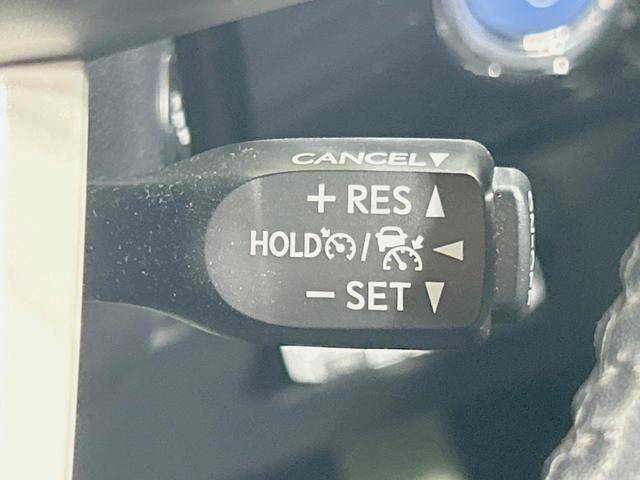 CANCEL▼
+ RES ▲
HOLD / ◀
− SET ▼